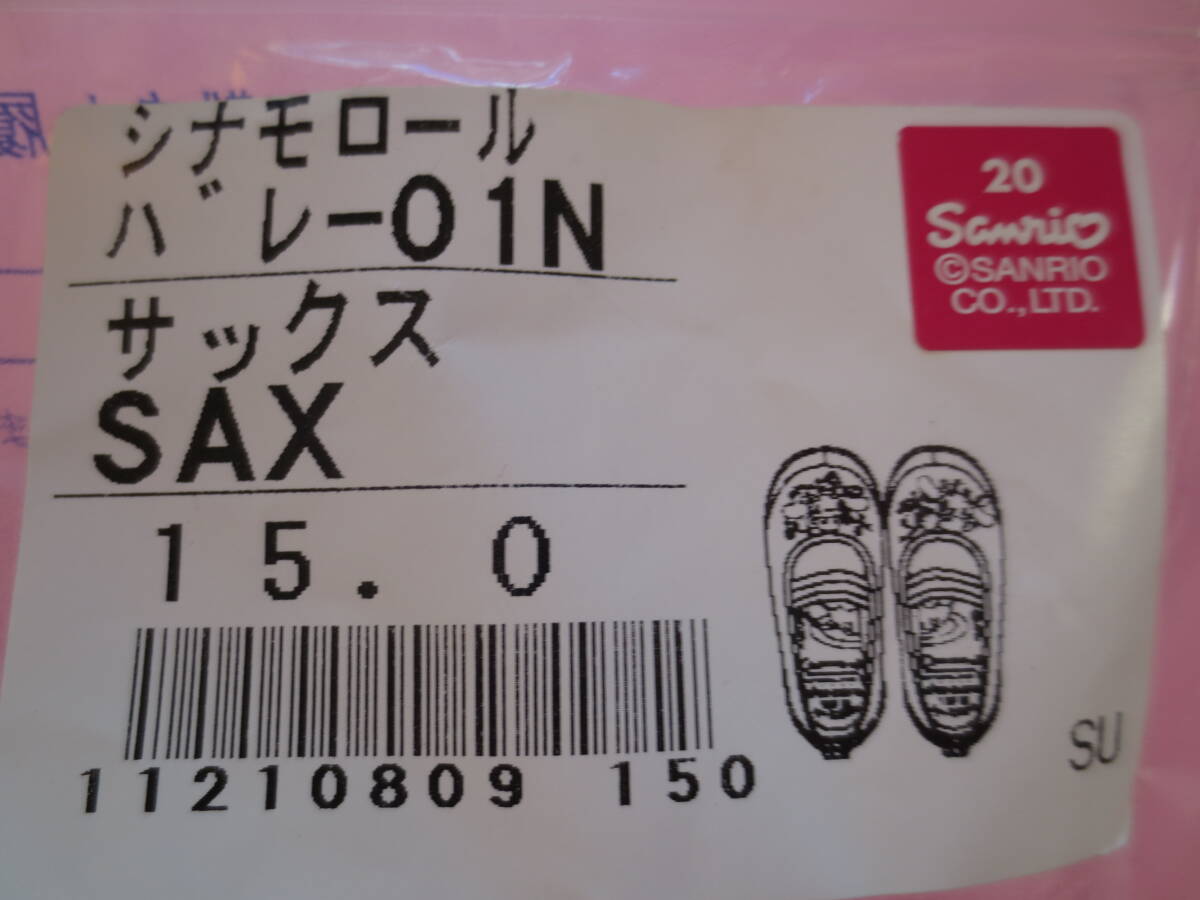 シナモロール
バレー01N
サックス
SAX
15.0
11210809 150
20
Sanrio
©SANRIO
CO.,LTD.
SU